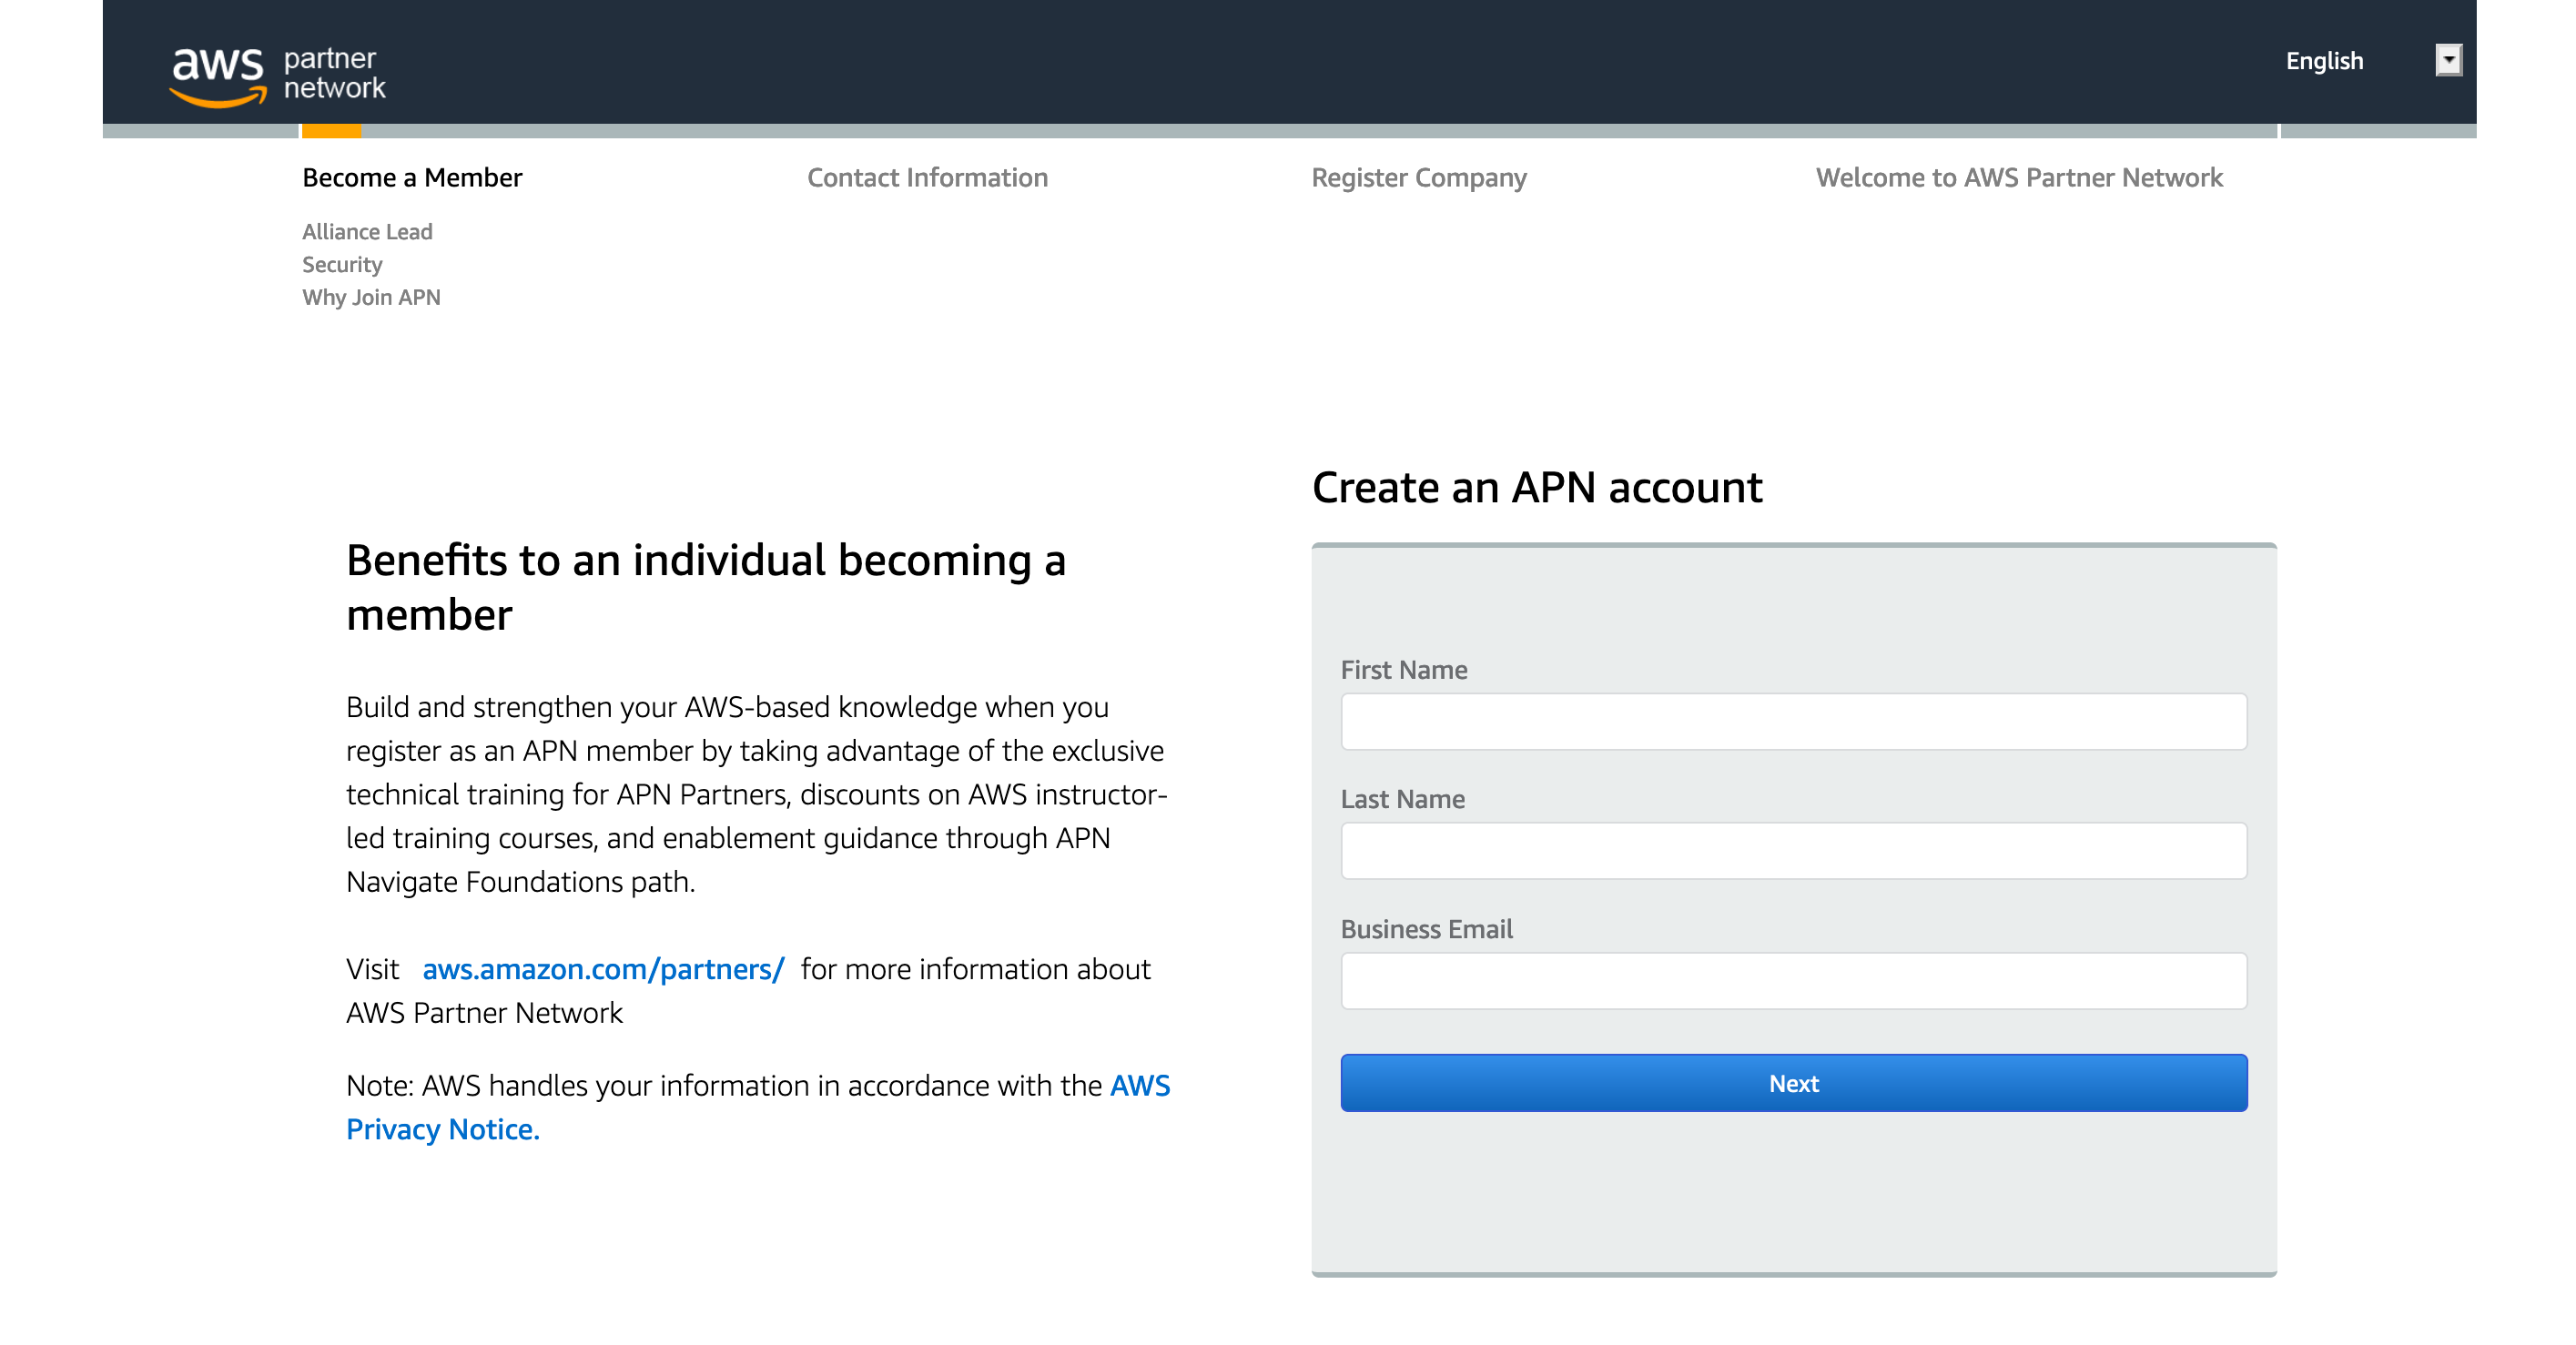 aws partner network
English
Become a Member
Contact Information
Register Company
Welcome to AWS Partner Network
Alliance Lead
Security
Why Join APN
Benefits to an individual becoming a
member
Build and strengthen your AWS-based knowledge when you
register as an APN member by taking advantage of the exclusive
technical training for APN Partners, discounts on AWS instructor-
led training courses, and enablement guidance through APN
Navigate Foundations path.
Visit aws.amazon.com/partners/ for more information about
AWS Partner Network
Note: AWS handles your information in accordance with the AWS
Privacy Notice.
Create an APN account
First Name
Last Name
Business Email
Next